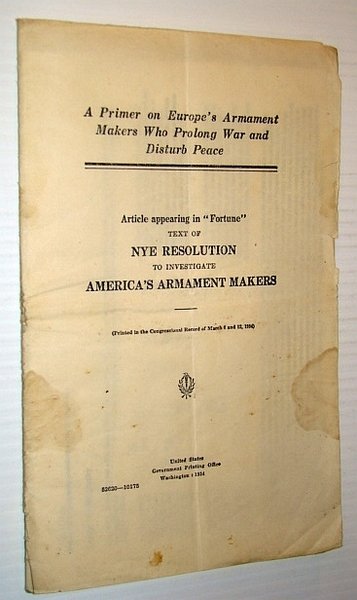 A Primer on Europe's Armament
Makers Who Prolong War and
Disturb Peace
Article appearing in "Fortune"
TEXT OF
NYE RESOLUTION
TO INVESTIGATE
AMERICA'S ARMAMENT MAKERS
(Printed in the Congressional Record of March 6 and 12, 1934)
United States
Government Printing Office
Washington : 1934
52620—10175